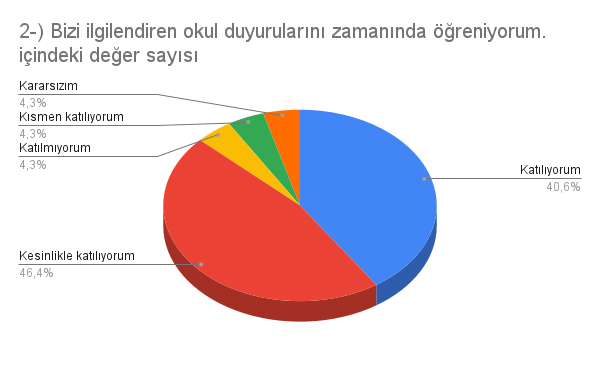 2-) Bizi ilgilendiren okul duyurularını zamanında öğreniyorum.
içindeki değer sayısı
Kararsızım
4,3%
Kısmen katılıyorum
4,3%
Katılmıyorum
4,3%
Katılıyorum
40,6%
Kesinlikle katılıyorum
46,4%